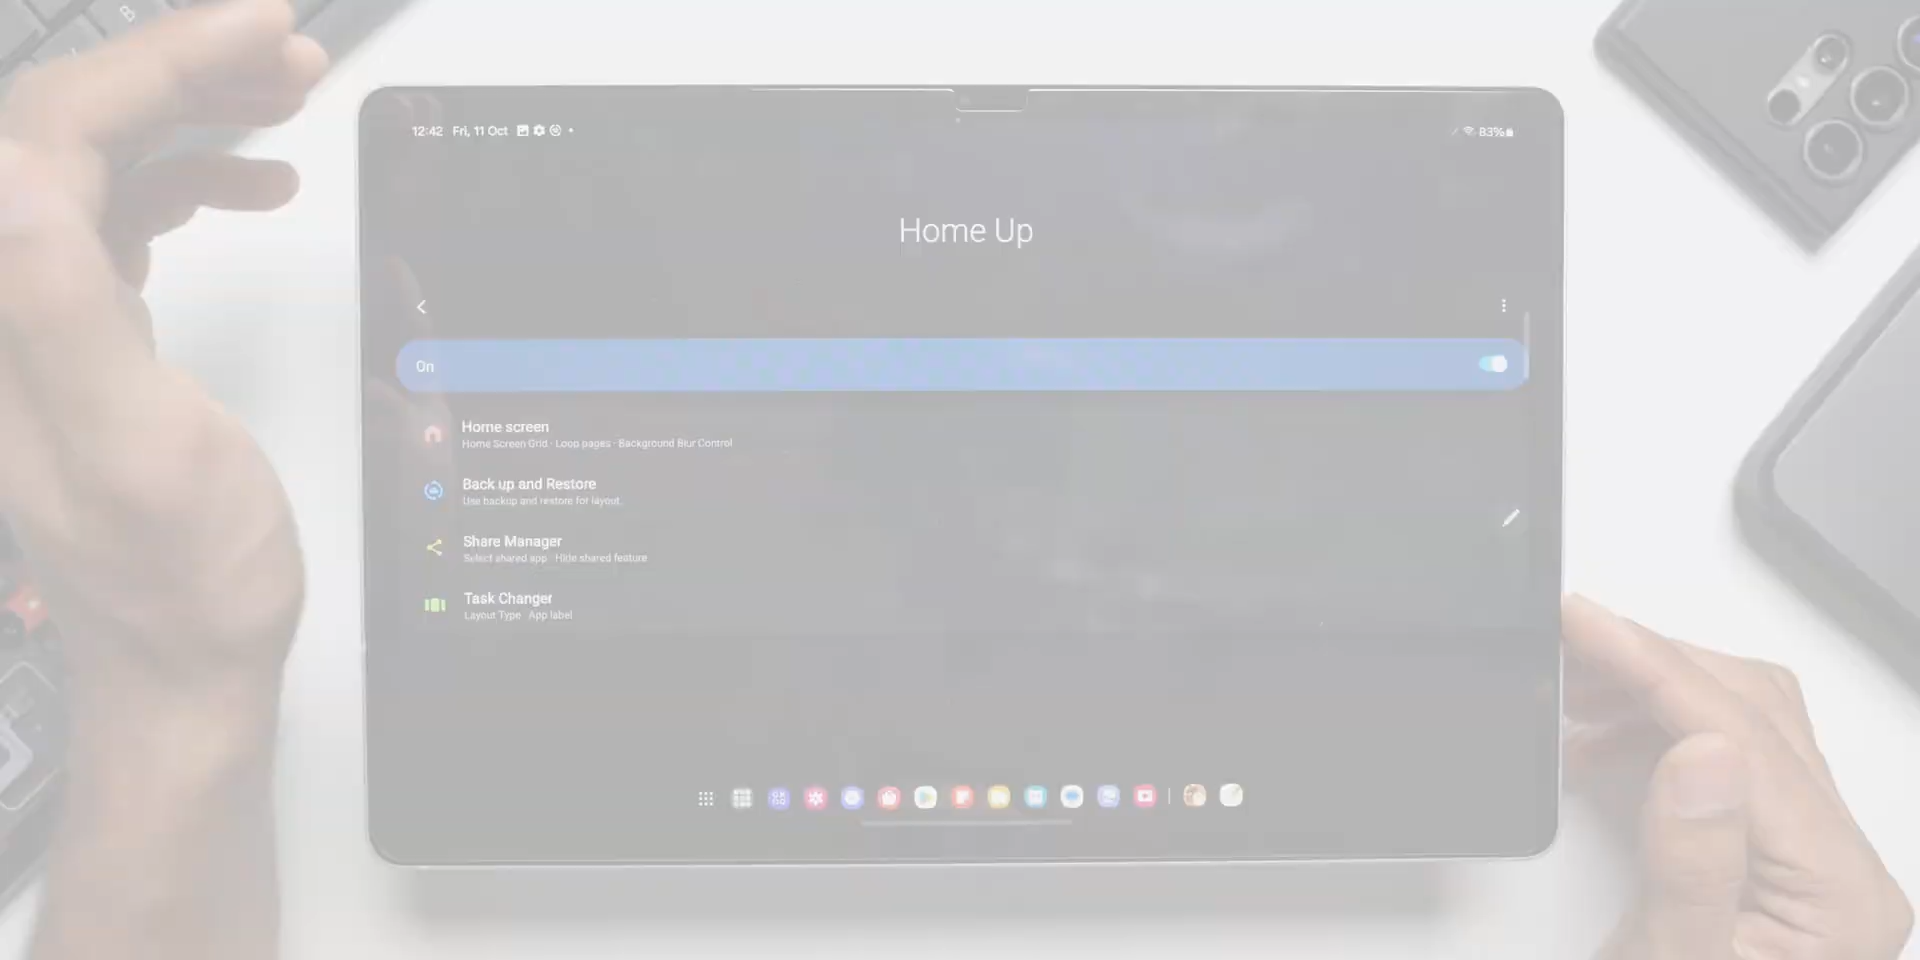 B
12:42 Fri, 11 Oct
83%
Home Up
On
Home screen
Home Screen Grid · Loop pages · Background Blur Control
Back up and Restore
Use backup and restore for layout.
Share Manager
Select shared app · Hide shared feature
Task Changer
Layout Type · App label